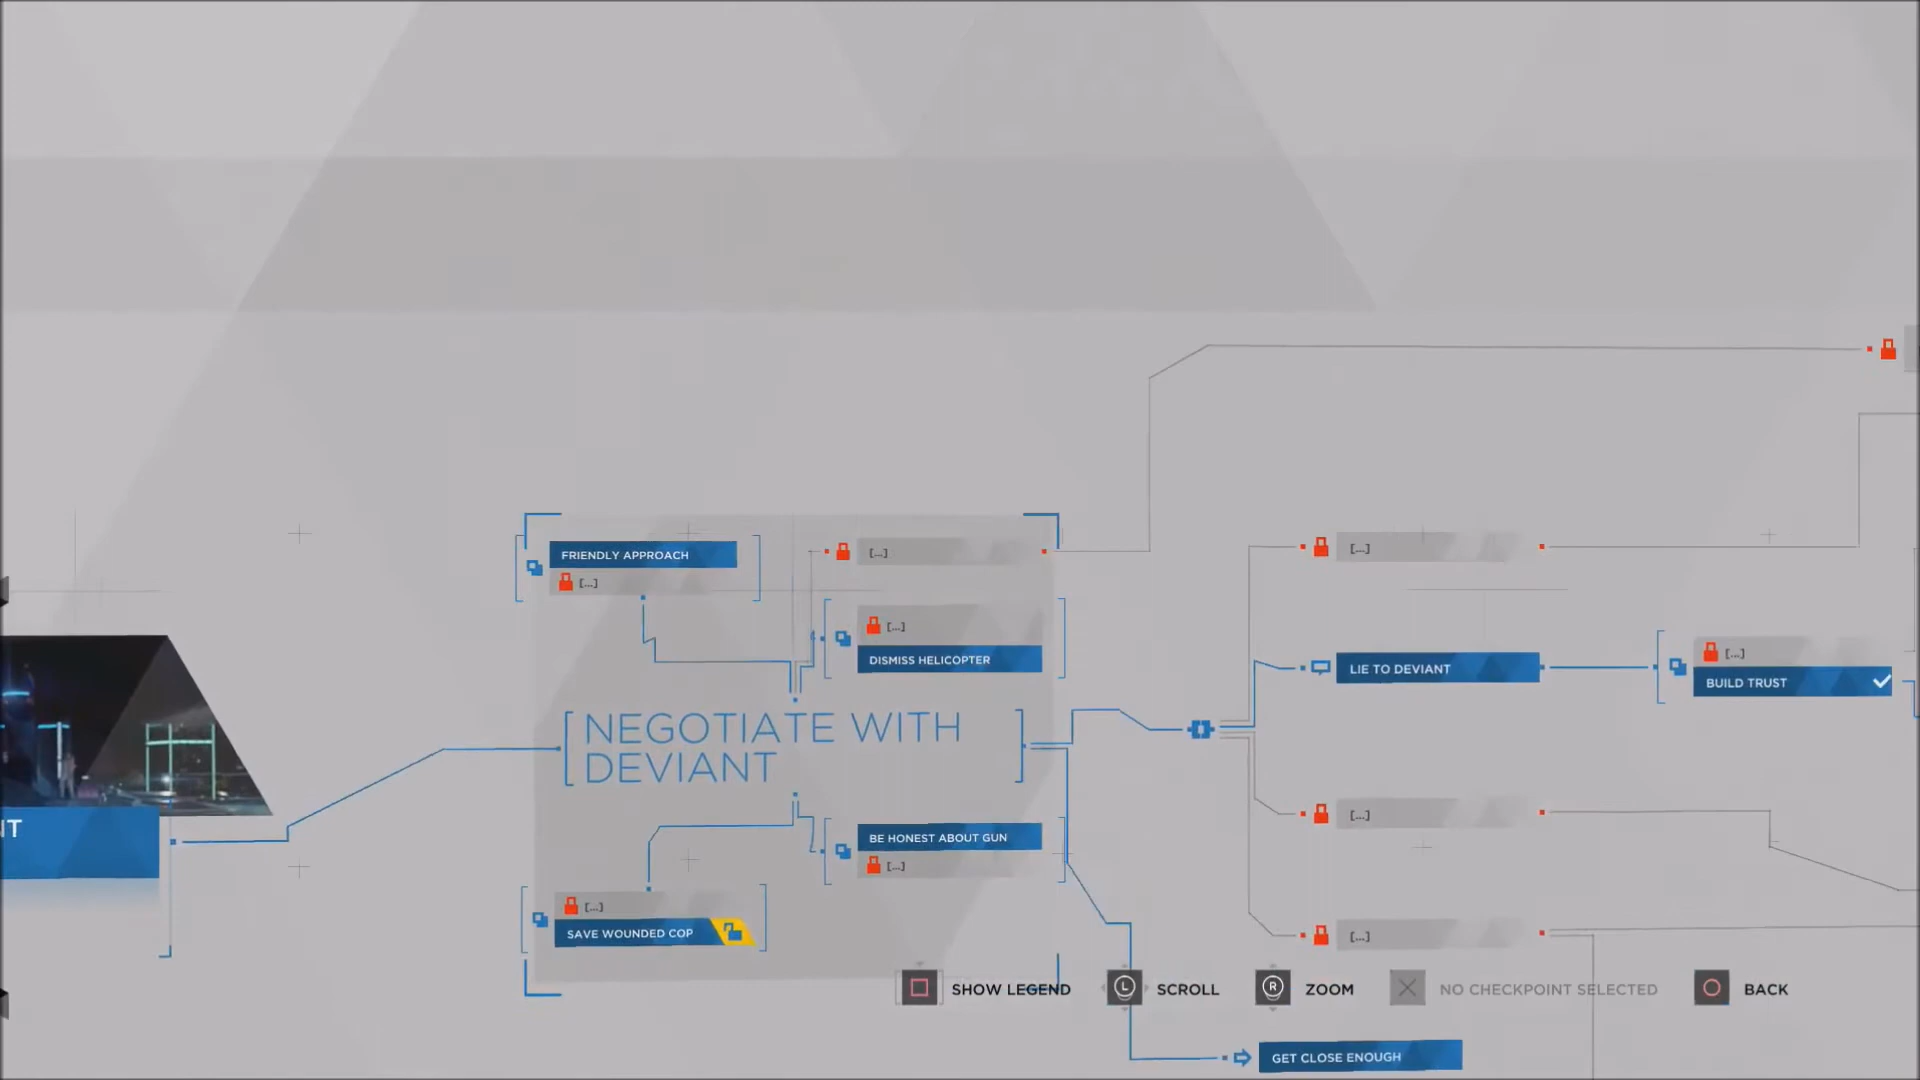 [...]
FRIENDLY APPROACH
[...]
[...]
[...]
DISMISS HELICOPTER
LIE TO DEVIANT
[...]
BUILD TRUST
NEGOTIATE WITH
DEVIANT
NT
[...]
BE HONEST ABOUT GUN
[...]
[...]
SAVE WOUNDED COP
[...]
SHOW LEGEND
L
SCROLL
R
ZOOM
NO CHECKPOINT SELECTED
BACK
GET CLOSE ENOUGH